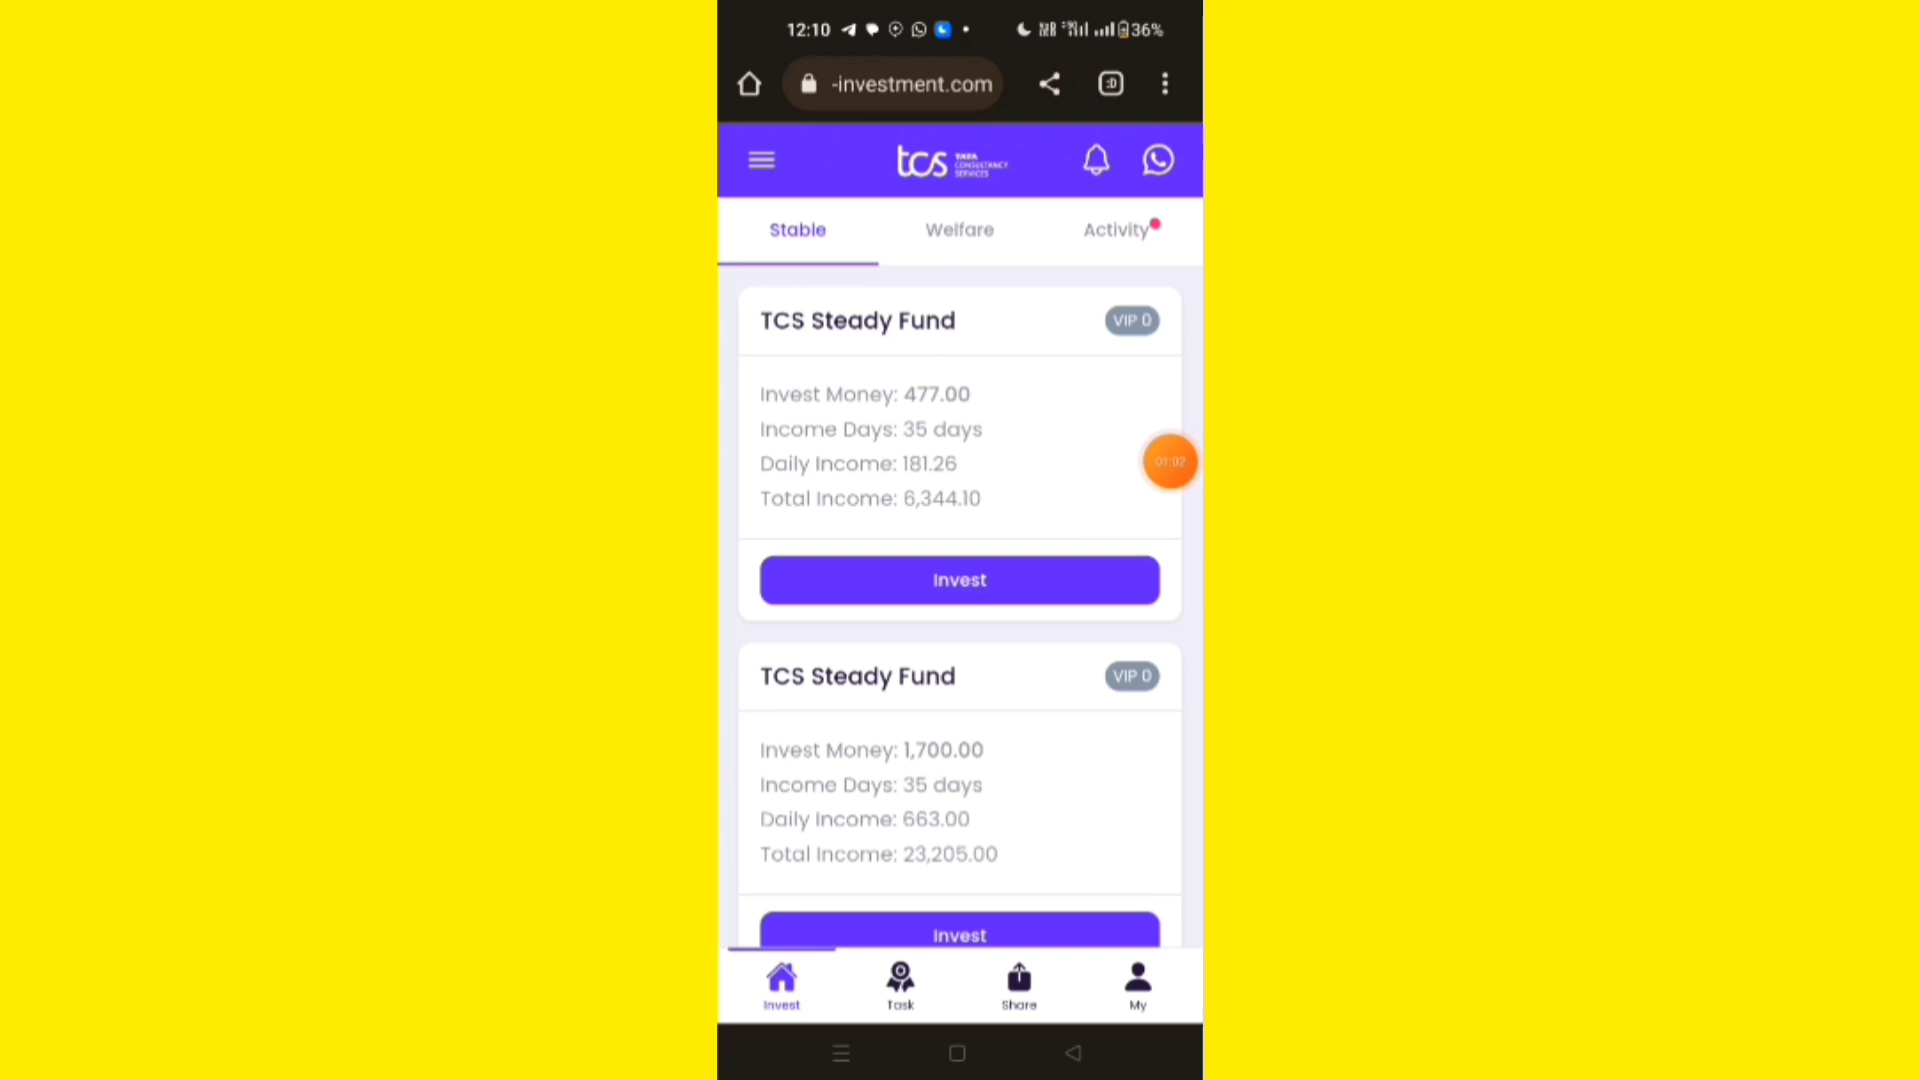 12:10 36%
-investment.com :D
tcs TATA CONSULTANCY SERVICES
Stable Welfare Activity
TCS Steady Fund VIP 0
Invest Money: 477.00
Income Days: 35 days
01:02
Daily Income: 181.26
Total Income: 6,344.10
Invest
TCS Steady Fund VIP 0
Invest Money: 1,700.00
Income Days: 35 days
Daily Income: 663.00
Total Income: 23,205.00
Invest
Invest Task Share My